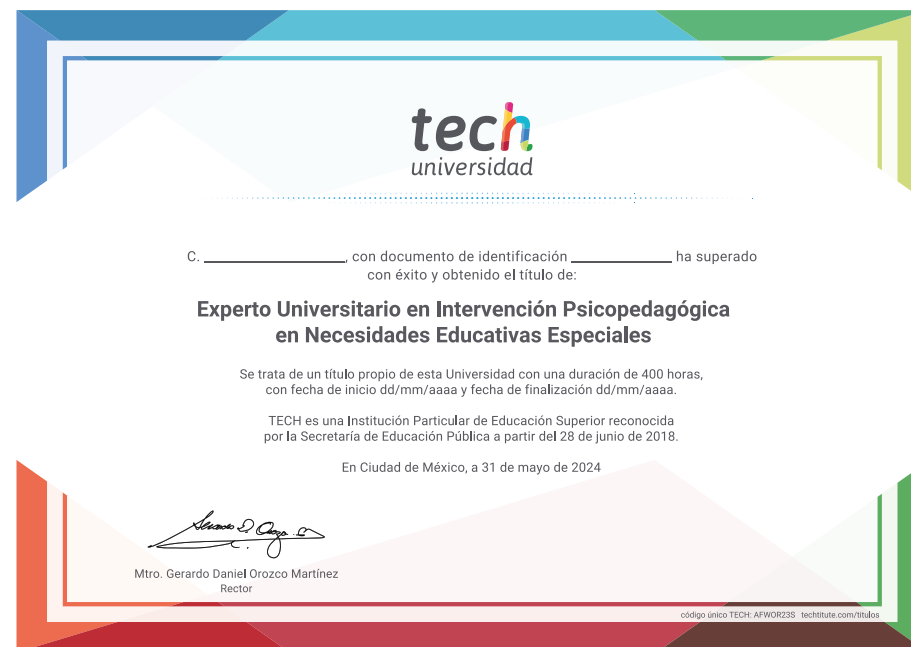 tech
universidad
C. ____________________, con documento de identificación ______________ ha superado
con éxito y obtenido el título de:
Experto Universitario en Intervención Psicopedagógica
en Necesidades Educativas Especiales
Se trata de un título propio de esta Universidad con una duración de 400 horas,
con fecha de inicio dd/mm/aaaa y fecha de finalización dd/mm/aaaa.
TECH es una Institución Particular de Educación Superior reconocida
por la Secretaría de Educación Pública a partir del 28 de junio de 2018.
En Ciudad de México, a 31 de mayo de 2024
Mtro. Gerardo Daniel Orozco Martínez
Rector
código único TECH: AFWOR23S techtitute.com/titulos